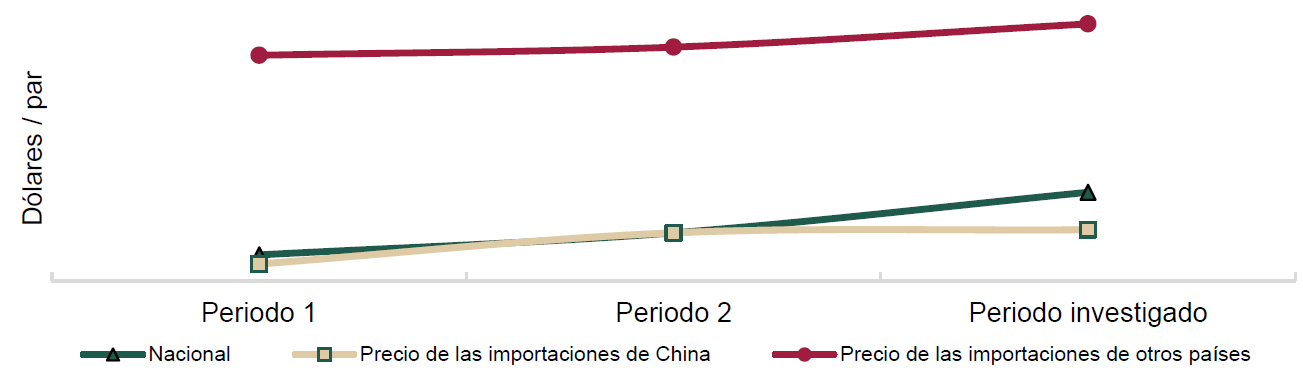 Dólares / par
Periodo 1
Periodo 2
Periodo investigado
Nacional
Precio de las importaciones de China
Precio de las importaciones de otros países